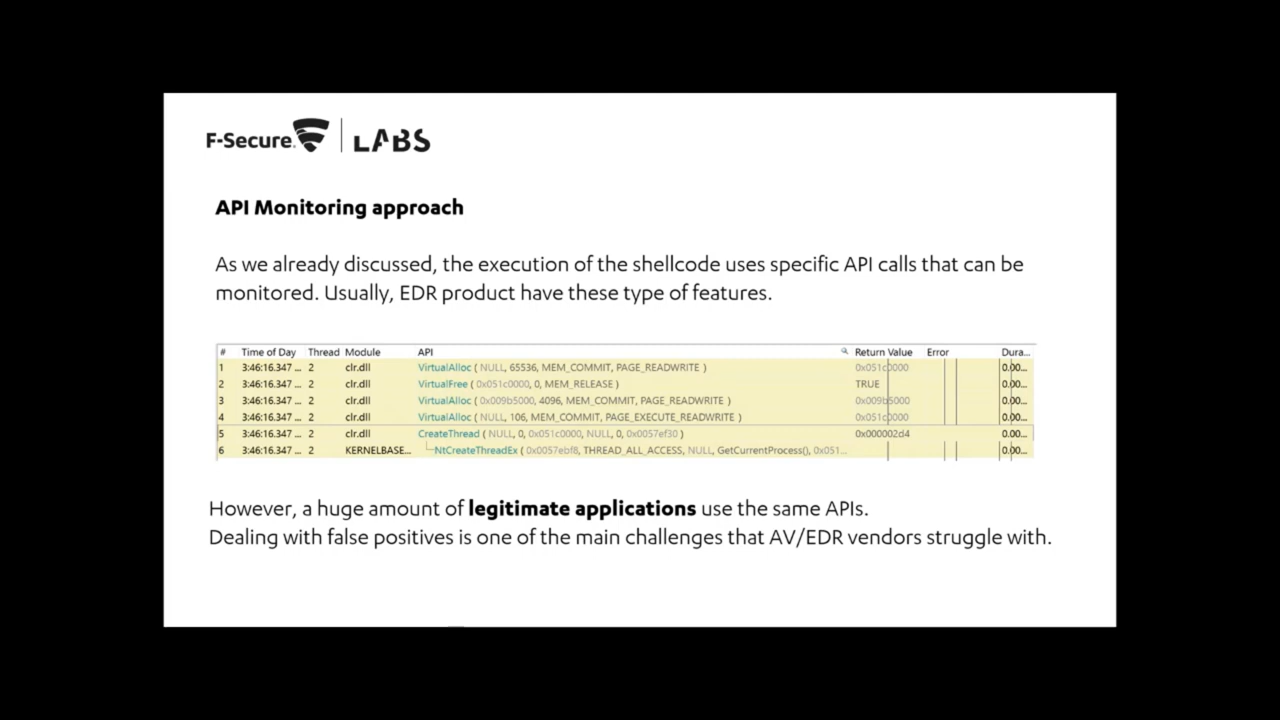 F-Secure. LABS
API Monitoring approach
As we already discussed, the execution of the shellcode uses specific API calls that can be
monitored. Usually, EDR product have these type of features.
# Time of Day Thread Module API Return Value Error Dura...
1 3:46:16.347 ... 2 clr.dll VirtualAlloc ( NULL, 65536, MEM_COMMIT, PAGE_READWRITE ) 0x051c0000 0.00...
2 3:46:16.347 ... 2 clr.dll VirtualFree ( 0x051c0000, 0, MEM_RELEASE ) TRUE 0.00...
3 3:46:16.347 ... 2 clr.dll VirtualAlloc ( 0x009b5000, 4096, MEM_COMMIT, PAGE_READWRITE ) 0x009b5000 0.00...
4 3:46:16.347 ... 2 clr.dll VirtualAlloc ( NULL, 106, MEM_COMMIT, PAGE_EXECUTE_READWRITE ) 0x051c0000 0.00...
5 3:46:16.347 ... 2 clr.dll CreateThread ( NULL, 0, 0x051c0000, NULL, 0, 0x0057ef30 ) 0x000002d4 0.00...
6 3:46:16.347 ... 2 KERNELBASE... NtCreateThreadEx ( 0x0057ebf8, THREAD_ALL_ACCESS, NULL, GetCurrentProcess(), 0x051... 0.00...
However, a huge amount of legitimate applications use the same APIs.
Dealing with false positives is one of the main challenges that AV/EDR vendors struggle with.